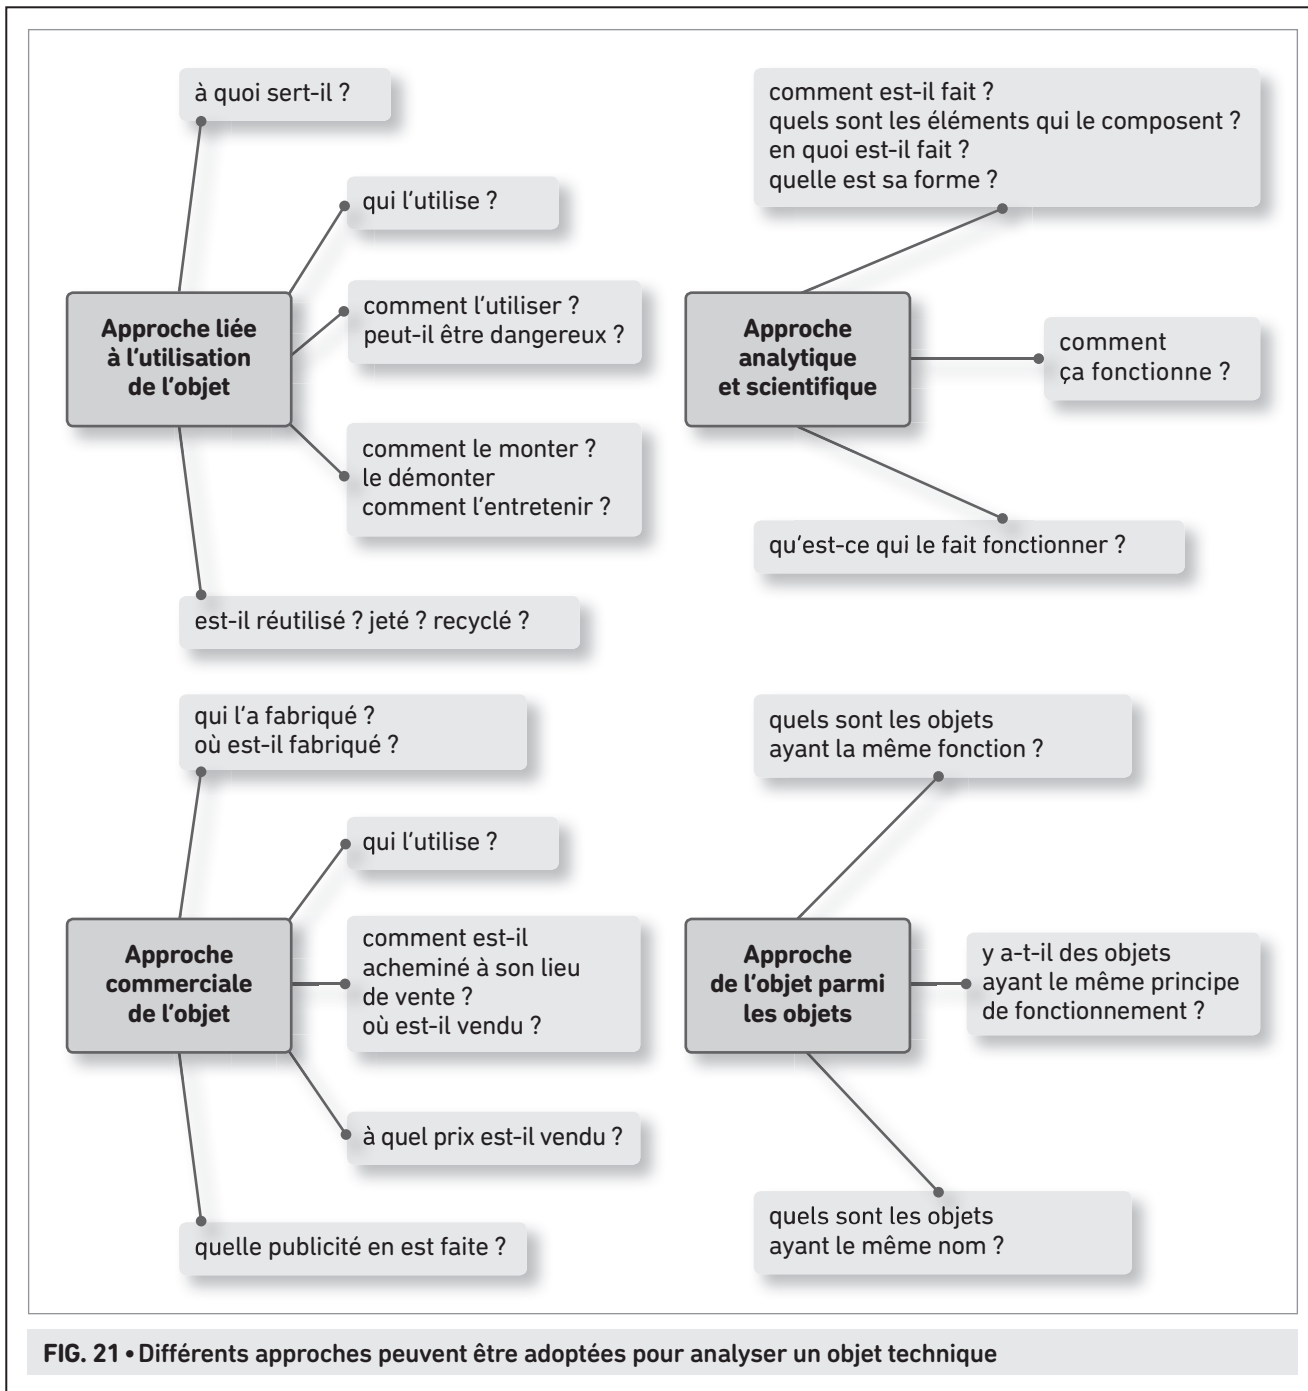 à quoi sert-il ?
qui l'utilise ?
Approche liée
à l'utilisation
de l'objet
comment l'utiliser ?
peut-il être dangereux ?
comment le monter ?
le démonter
comment l'entretenir ?
est-il réutilisé ? jeté ? recyclé ?
comment est-il fait ?
quels sont les éléments qui le composent ?
en quoi est-il fait ?
quelle est sa forme ?
Approche
analytique
et scientifique
comment
ça fonctionne ?
qu'est-ce qui le fait fonctionner ?
qui l'a fabriqué ?
où est-il fabriqué ?
qui l'utilise ?
Approche
commerciale
de l'objet
comment est-il
acheminé à son lieu
de vente ?
où est-il vendu ?
à quel prix est-il vendu ?
quelle publicité en est faite ?
quels sont les objets
ayant la même fonction ?
Approche
de l'objet parmi
les objets
y a-t-il des objets
ayant le même principe
de fonctionnement ?
quels sont les objets
ayant le même nom ?
FIG. 21 • Différents approches peuvent être adoptées pour analyser un objet technique